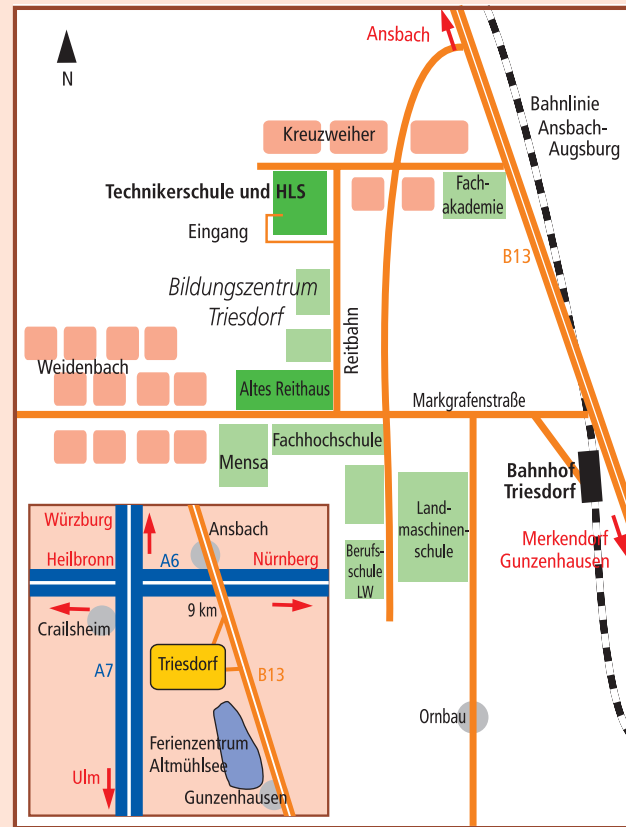 Ansbach
N
Bahnlinie
Ansbach-
Augsburg
Kreuzweiher
Technikerschule und HLS
Fach-
akademie
Eingang
B13
Bildungszentrum
Triesdorf
Reitbahn
Weidenbach
Altes Reithaus
Markgrafenstraße
Fachhochschule
Mensa
Bahnhof
Triesdorf
Land-
maschinen-
schule
Merkendorf
Gunzenhausen
Berufs-
schule
LW
Ornbau
Würzburg
Ansbach
Heilbronn
A6
Nürnberg
9 km
Crailsheim
Triesdorf
A7
B13
Ferienzentrum
Altmühlsee
Ulm
Gunzenhausen